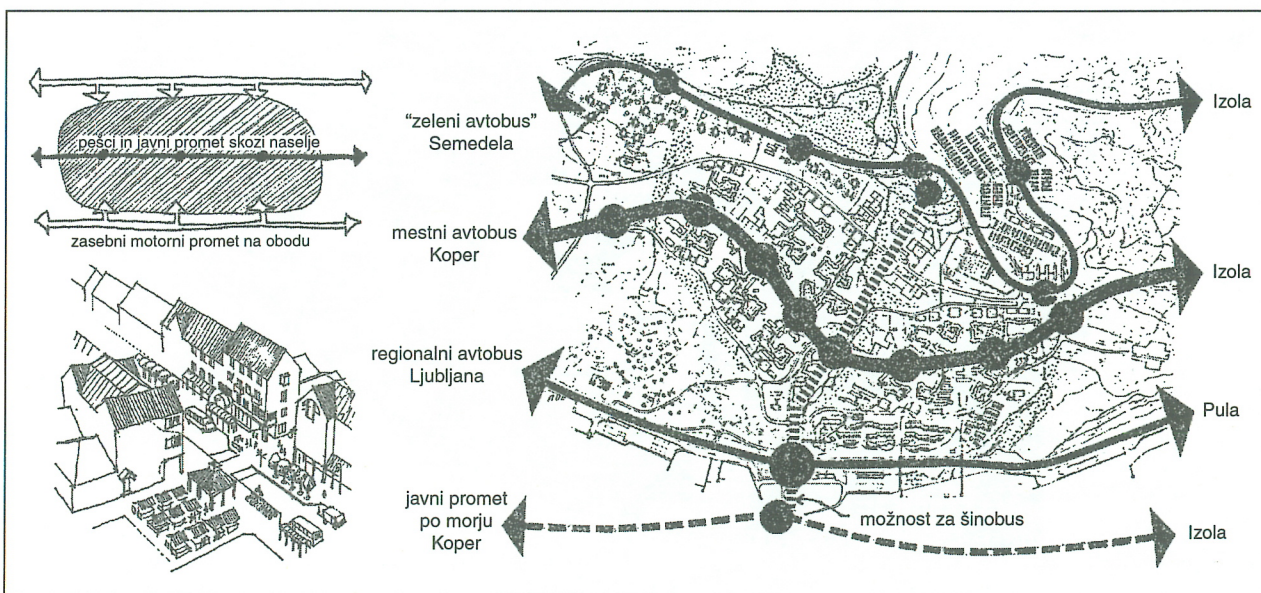 pešci in javni promet skozi naselje
zasebni motorni promet na obodu
"zeleni avtobus"
Semedela
Izola
mestni avtobus
Koper
Izola
regionalni avtobus
Ljubljana
Pula
javni promet
po morju
Koper
možnost za šinobus
Izola